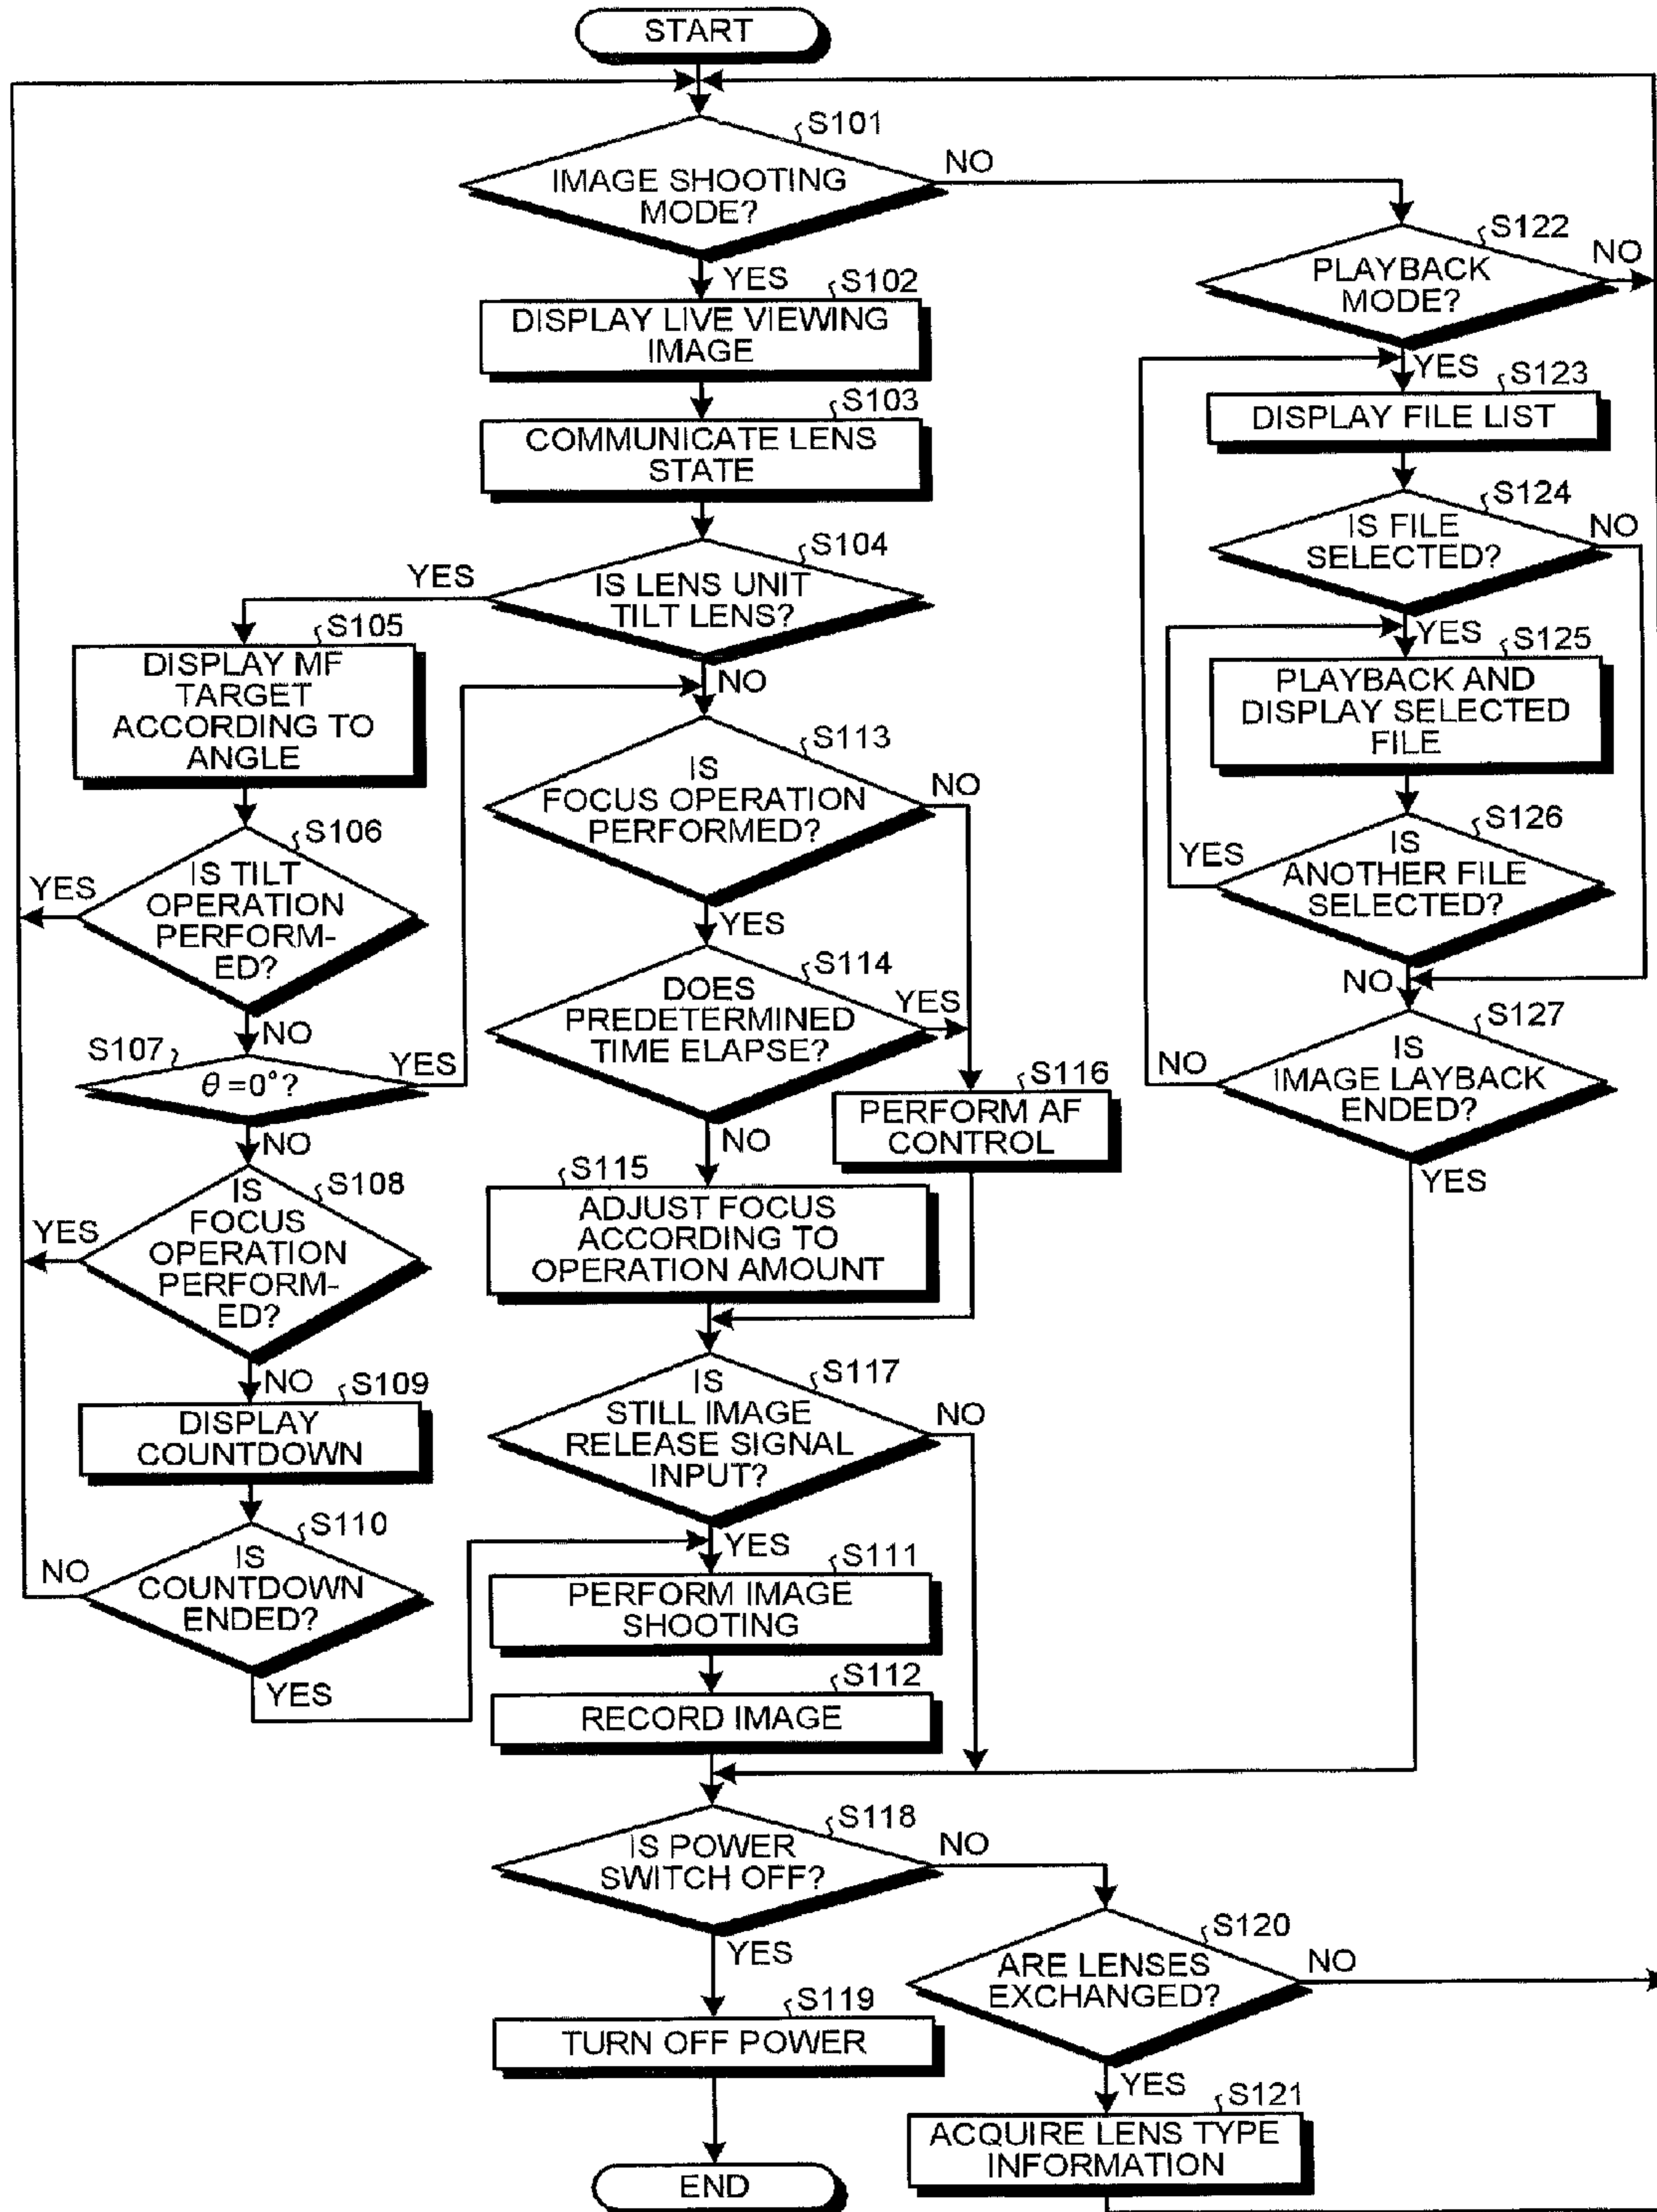 START
S101
IMAGE SHOOTING
MODE?
NO
YES
S102
DISPLAY LIVE VIEWING
IMAGE
S103
COMMUNICATE LENS
STATE
S104
IS LENS UNIT
TILT LENS?
YES
NO
S105
DISPLAY MF
TARGET
ACCORDING TO
ANGLE
S106
IS TILT
OPERATION
PERFORM-
ED?
YES
NO
S107
θ=0°?
YES
NO
S108
IS
FOCUS
OPERATION
PERFORM-
ED?
YES
NO
S109
DISPLAY
COUNTDOWN
S110
IS
COUNTDOWN
ENDED?
NO
YES
S113
IS
FOCUS OPERATION
PERFORMED?
NO
YES
S114
DOES
PREDETERMINED
TIME ELAPSE?
YES
NO
S116
PERFORM AF
CONTROL
S115
ADJUST FOCUS
ACCORDING TO
OPERATION AMOUNT
S117
IS
STILL IMAGE
RELEASE SIGNAL
INPUT?
NO
YES
S111
PERFORM IMAGE
SHOOTING
S112
RECORD IMAGE
S122
PLAYBACK
MODE?
NO
YES
S123
DISPLAY FILE LIST
S124
IS FILE
SELECTED?
NO
YES
S125
PLAYBACK AND
DISPLAY SELECTED
FILE
S126
IS
ANOTHER FILE
SELECTED?
YES
NO
S127
IS
IMAGE LAYBACK
ENDED?
NO
YES
S118
IS POWER
SWITCH OFF?
NO
YES
S119
TURN OFF POWER
END
S120
ARE LENSES
EXCHANGED?
NO
YES
S121
ACQUIRE LENS TYPE
INFORMATION